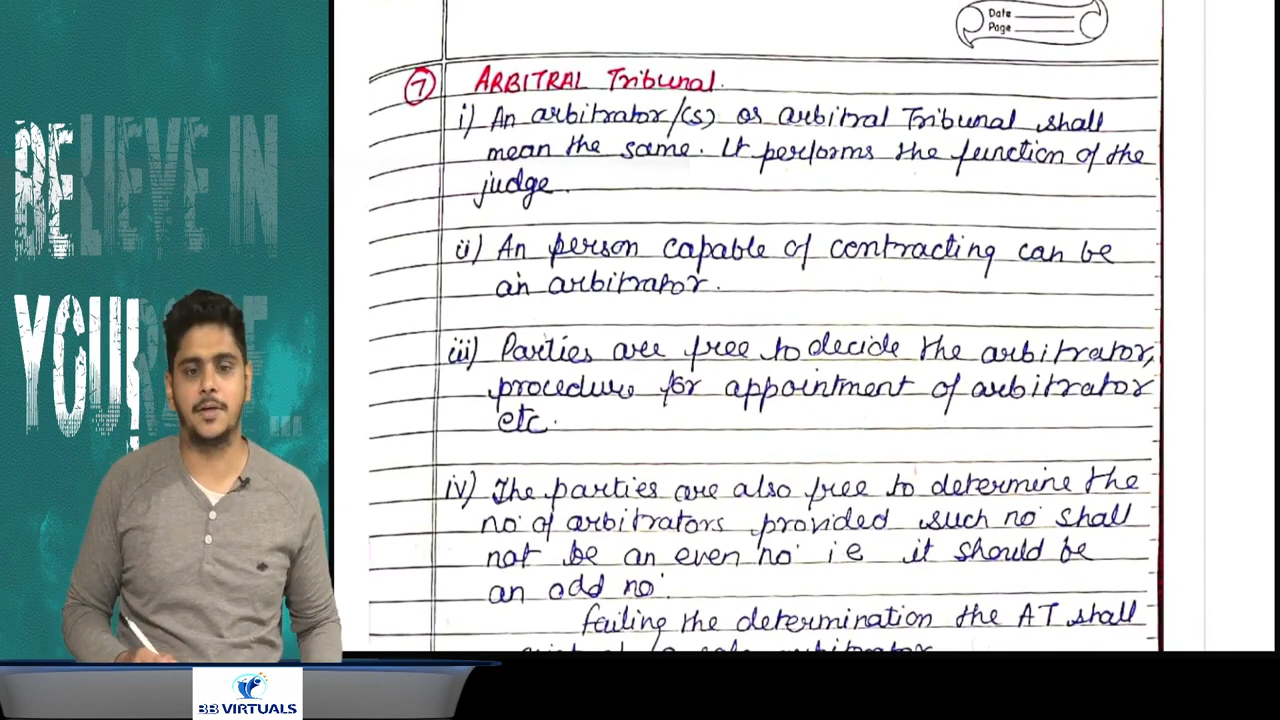 BELIEVE IN
YOUR
Date
Page
7 ARBITRAL Tribunal.
i) An arbitrator/(s) or arbitral Tribunal shall
mean the same. It performs the function of the
judge.
ii) An person capable of contracting can be
an arbitrator.
iii) Parties are free to decide the arbitrator,
procedure for appointment of arbitrator
etc.
iv) The parties are also free to determine the
no. of arbitrators provided such no. shall
not be an even no. i.e it should be
an odd no.
failing the determination the AT shall
arbitrator
BB VIRTUALS